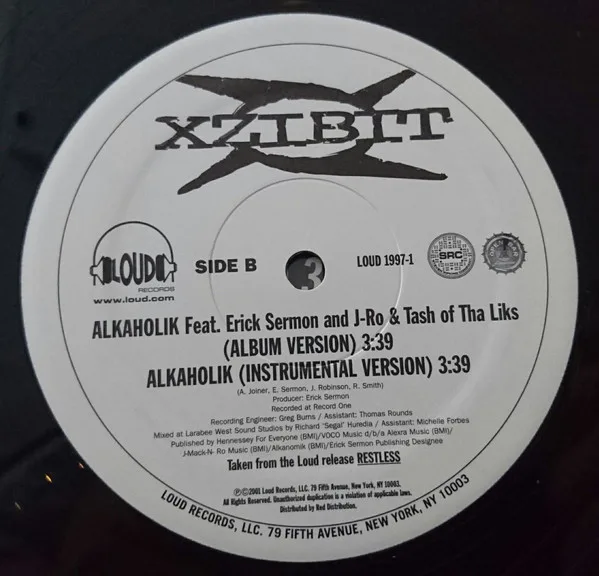 XZIBIT
LOUD
RECORDS
www.loud.com
SIDE B
3
LOUD 1997-1
SRC
ALKAHOLIK Feat. Erick Sermon and J-Ro & Tash of Tha Liks
(ALBUM VERSION) 3:39
ALKAHOLIK (INSTRUMENTAL VERSION) 3:39
(A. Joiner, E. Sermon, J. Robinson, R. Smith)
Producer: Erick Sermon
Recorded at Record One
Recording Engineer: Greg Burns / Assistant: Thomas Rounds
Mixed at Larabee West Sound Studios by Richard 'Segal' Huredia / Assistant: Michelle Forbes
Published by Hennessey For Everyone (BMI)/VOCO Music d/b/a Alexra Music (BMI)/
J-Mack-N- Ro Music (BMI)/Alkanomik (BMI)/Erick Sermon Publishing Designee
Taken from the Loud release RESTLESS
℗©2001 Loud Records, LLC. 79 Fifth Avenue, New York, NY 10003.
All Rights Reserved. Unauthorized duplication is a violation of applicable laws.
Distributed by Red Distribution.
LOUD RECORDS, LLC. 79 FIFTH AVENUE, NEW YORK, NY 10003